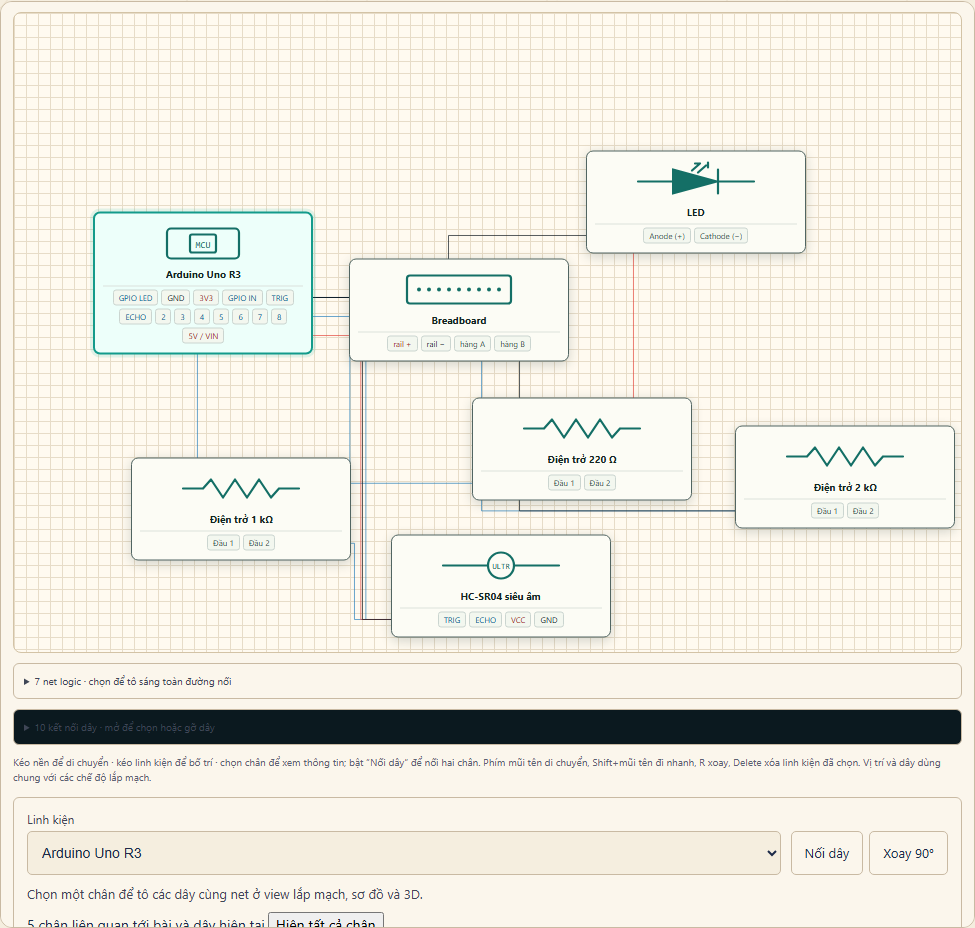 LED
Anode (+) Cathode (−)
MCU
Arduino Uno R3
GPIO LED GND 3V3 GPIO IN TRIG
ECHO 2 3 4 5 6 7 8
5V / VIN
Breadboard
rail + rail − hàng A hàng B
Điện trở 220 Ω
Đầu 1 Đầu 2
Điện trở 2 kΩ
Đầu 1 Đầu 2
Điện trở 1 kΩ
Đầu 1 Đầu 2
ULTR
HC-SR04 siêu âm
TRIG ECHO VCC GND
▶ 7 net logic · chọn để tô sáng toàn đường nối
▶ 10 kết nối dây · mở để chọn hoặc gỡ dây
Kéo nền để di chuyển · kéo linh kiện để bố trí · chọn chân để xem thông tin; bật “Nối dây” để nối hai chân. Phím mũi tên di chuyển, Shift+mũi tên đi nhanh, R xoay, Delete xóa linh kiện đã chọn. Vị trí và dây dùng
chung với các chế độ lắp mạch.
Linh kiện
Arduino Uno R3 Nối dây Xoay 90°
Chọn một chân để tô các dây cùng net ở view lắp mạch, sơ đồ và 3D.
5 chân liên quan tới bài và dây hiện tại Hiện tất cả chân